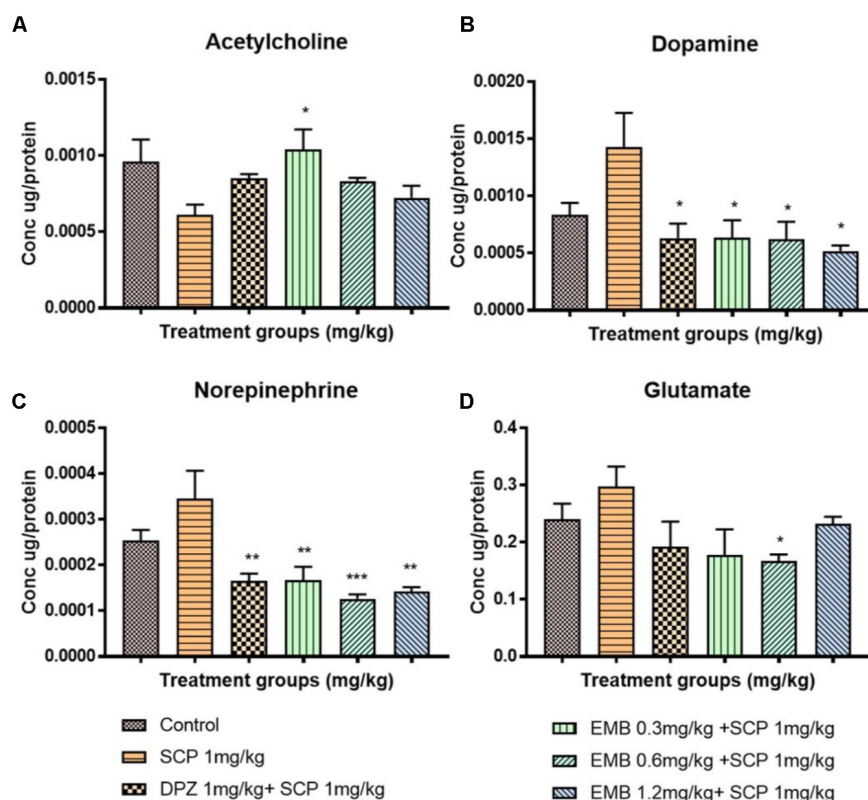 A
Acetylcholine
Conc ug/protein
0.0015
0.0010
0.0005
0.0000
*
Treatment groups (mg/kg)
B
Dopamine
Conc ug/protein
0.0020
0.0015
0.0010
0.0005
0.0000
* * * *
Treatment groups (mg/kg)
C
Norepinephrine
Conc ug/protein
0.0005
0.0004
0.0003
0.0002
0.0001
0.0000
** ** *** **
Treatment groups (mg/kg)
D
Glutamate
Conc ug/protein
0.4
0.3
0.2
0.1
0.0
*
Treatment groups (mg/kg)
Control
SCP 1mg/kg
DPZ 1mg/kg+ SCP 1mg/kg
EMB 0.3mg/kg +SCP 1mg/kg
EMB 0.6mg/kg +SCP 1mg/kg
EMB 1.2mg/kg+ SCP 1mg/kg